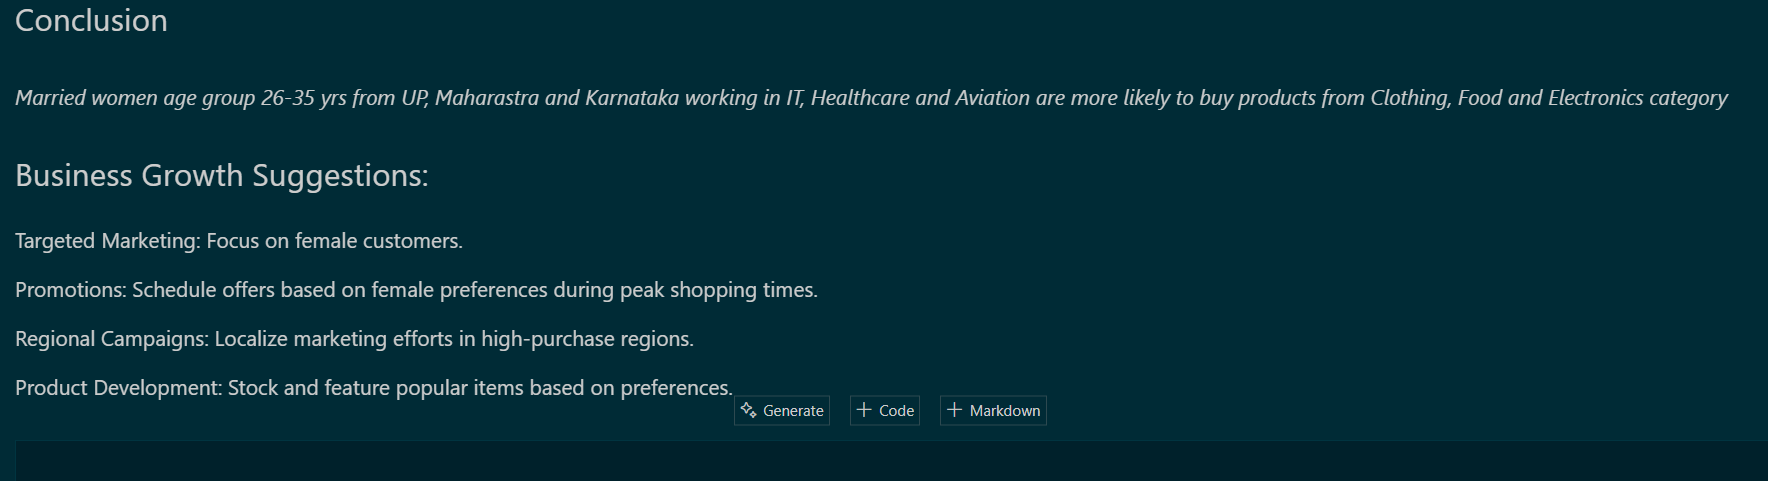 Conclusion
Married women age group 26-35 yrs from UP, Maharastra and Karnataka working in IT, Healthcare and Aviation are more likely to buy products from Clothing, Food and Electronics category
Business Growth Suggestions:
Targeted Marketing: Focus on female customers.
Promotions: Schedule offers based on female preferences during peak shopping times.
Regional Campaigns: Localize marketing efforts in high-purchase regions.
Product Development: Stock and feature popular items based on preferences.
Generate + Code + Markdown